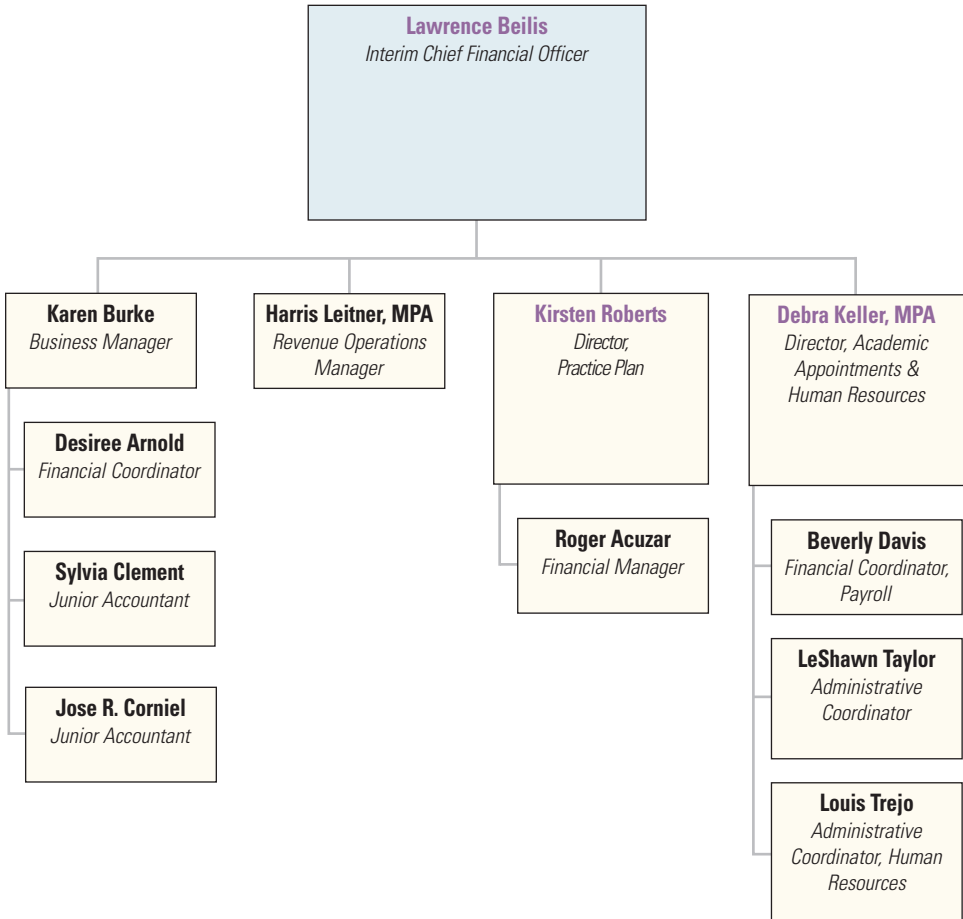 Lawrence Beilis
Interim Chief Financial Officer
Karen Burke
Business Manager
Desiree Arnold
Financial Coordinator
Sylvia Clement
Junior Accountant
Jose R. Corniel
Junior Accountant
Harris Leitner, MPA
Revenue Operations
Manager
Kirsten Roberts
Director,
Practice Plan
Roger Acuzar
Financial Manager
Debra Keller, MPA
Director, Academic
Appointments &
Human Resources
Beverly Davis
Financial Coordinator,
Payroll
LeShawn Taylor
Administrative
Coordinator
Louis Trejo
Administrative
Coordinator, Human
Resources